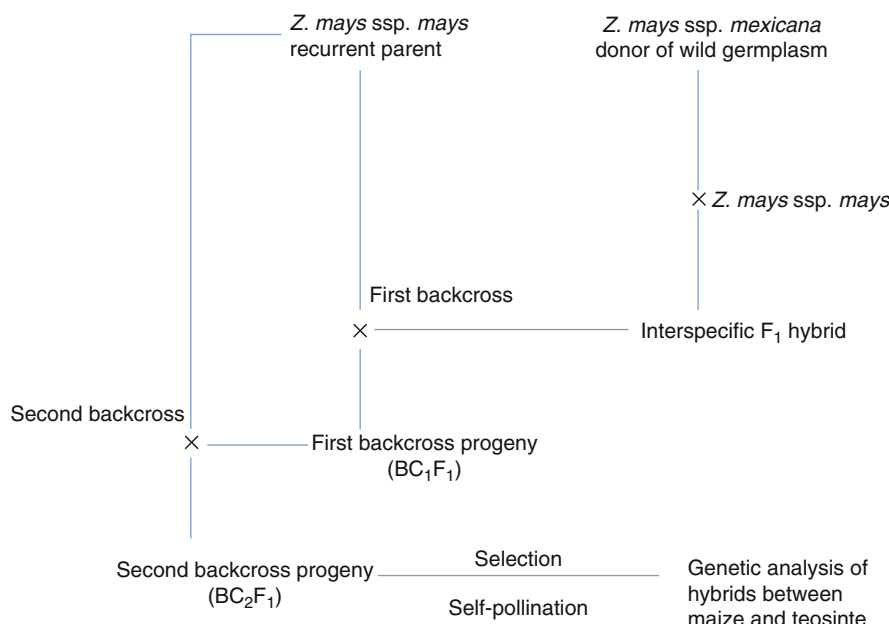 Z. mays ssp. mays
recurrent parent
Z. mays ssp. mexicana
donor of wild germplasm
× Z. mays ssp. mays
First backcross
×
Interspecific F₁ hybrid
Second backcross
×
First backcross progeny
(BC₁F₁)
Second backcross progeny
(BC₂F₁)
Selection
Self-pollination
Genetic analysis of
hybrids between
maize and teosinte